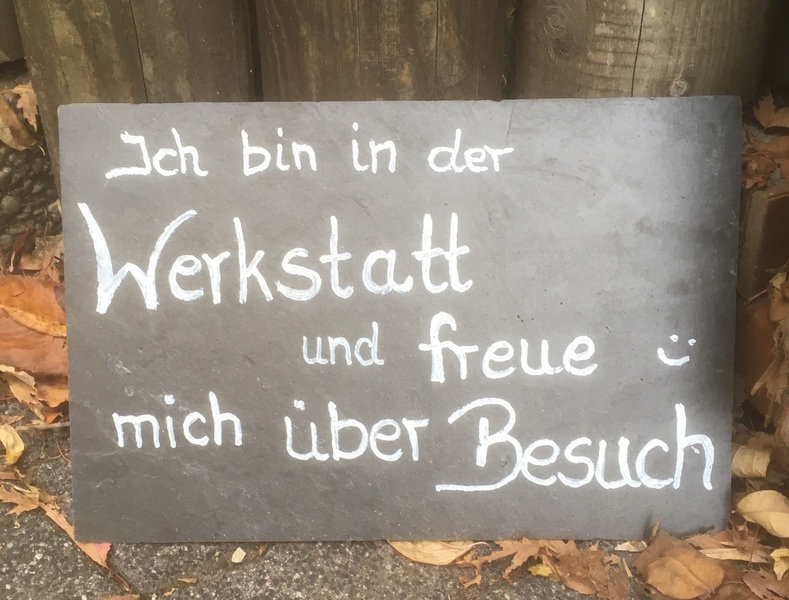 Ich bin in der
Werkstatt
und freue :)
mich über Besuch